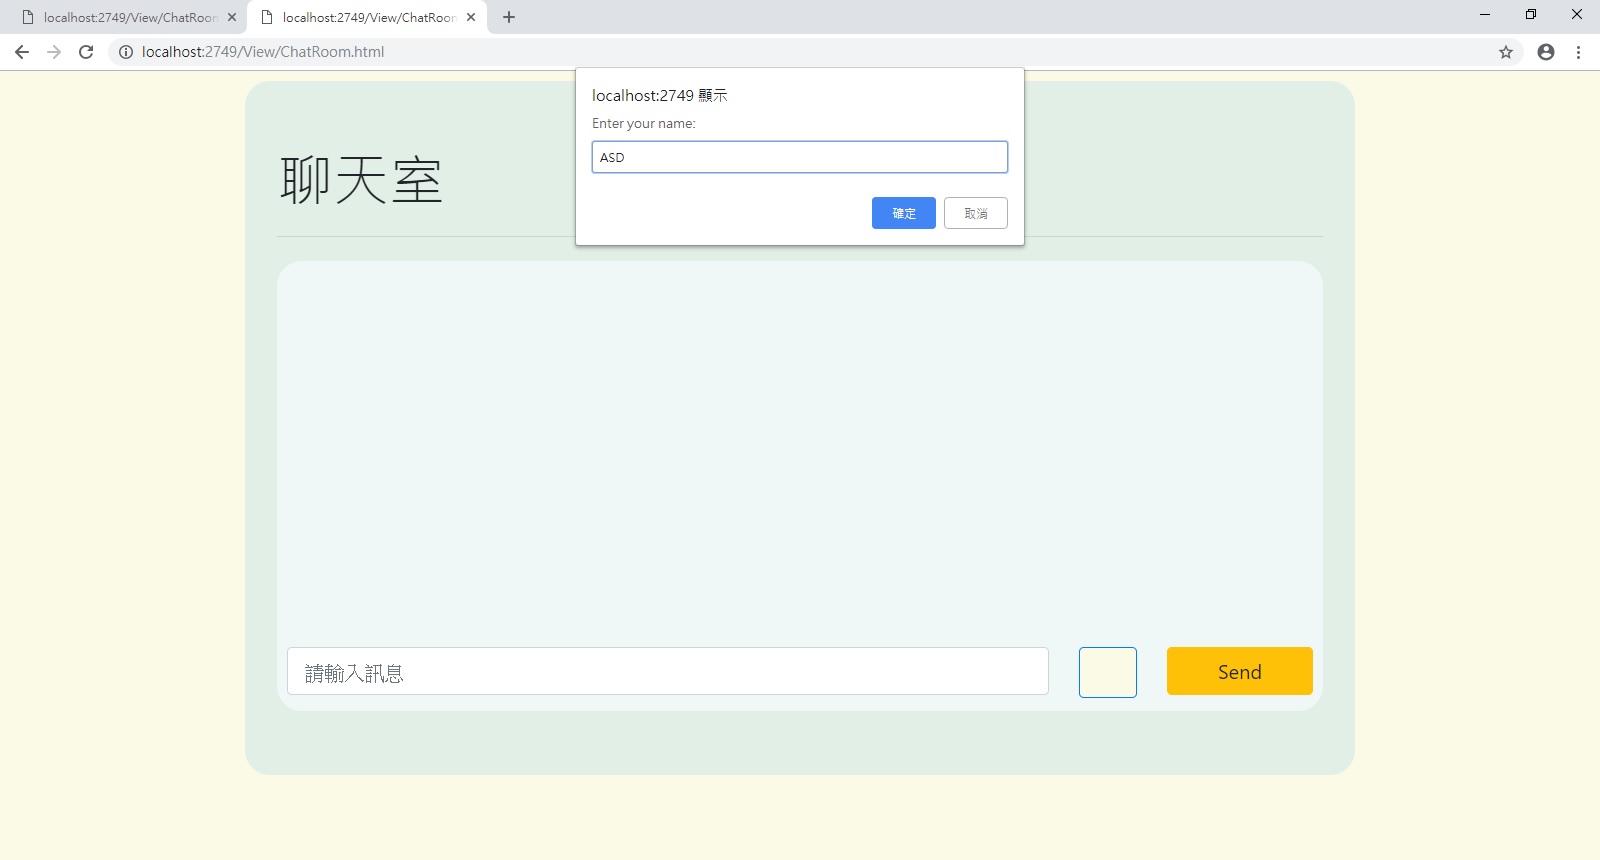 localhost:2749/View/ChatRoom
localhost:2749/View/ChatRoom
localhost:2749/View/ChatRoom.html
localhost:2749 顯示
Enter your name:
ASD
確定
取消
聊天室
請輸入訊息
Send